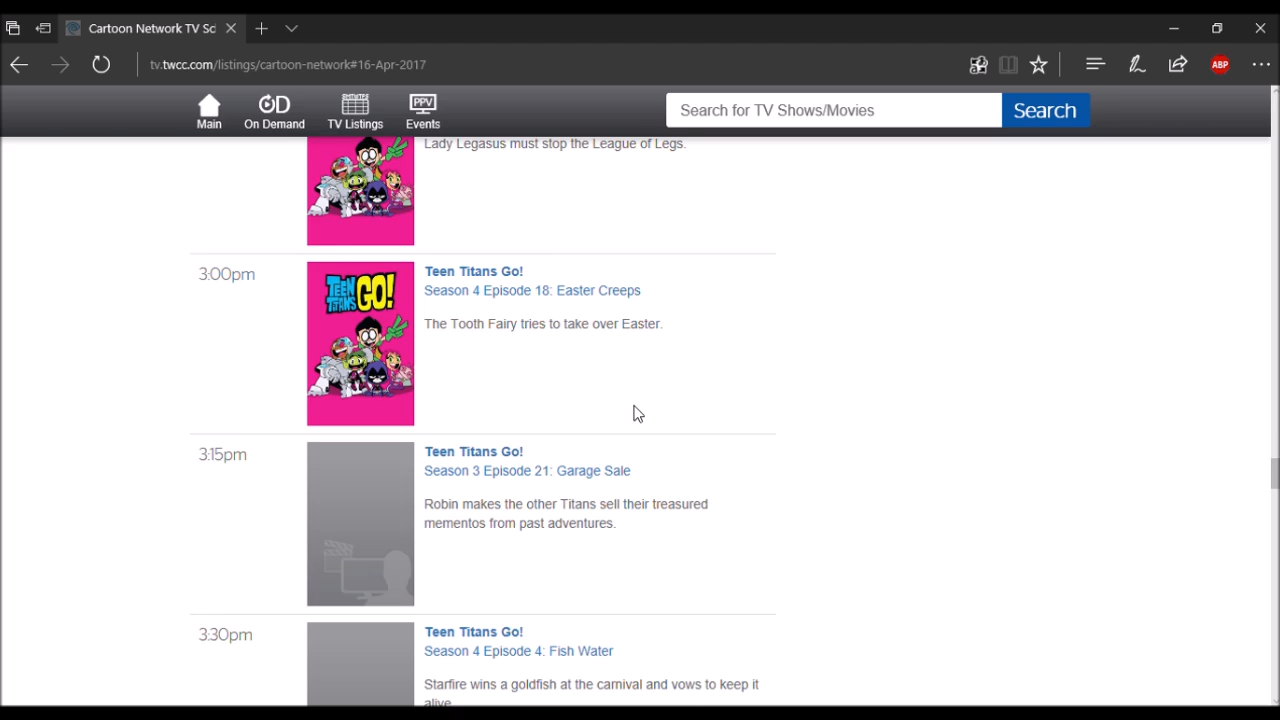 Cartoon Network TV Sc
tv.twcc.com/listings/cartoon-network#16-Apr-2017
ABP
Main
On Demand
TV Listings
PPV
Events
Search for TV Shows/Movies
Search
Lady Legasus must stop the League of Legs.
3:00pm
TEEN TITANS GO!
Teen Titans Go!
Season 4 Episode 18: Easter Creeps
The Tooth Fairy tries to take over Easter.
3:15pm
Teen Titans Go!
Season 3 Episode 21: Garage Sale
Robin makes the other Titans sell their treasured
mementos from past adventures.
3:30pm
Teen Titans Go!
Season 4 Episode 4: Fish Water
Starfire wins a goldfish at the carnival and vows to keep it
alive.